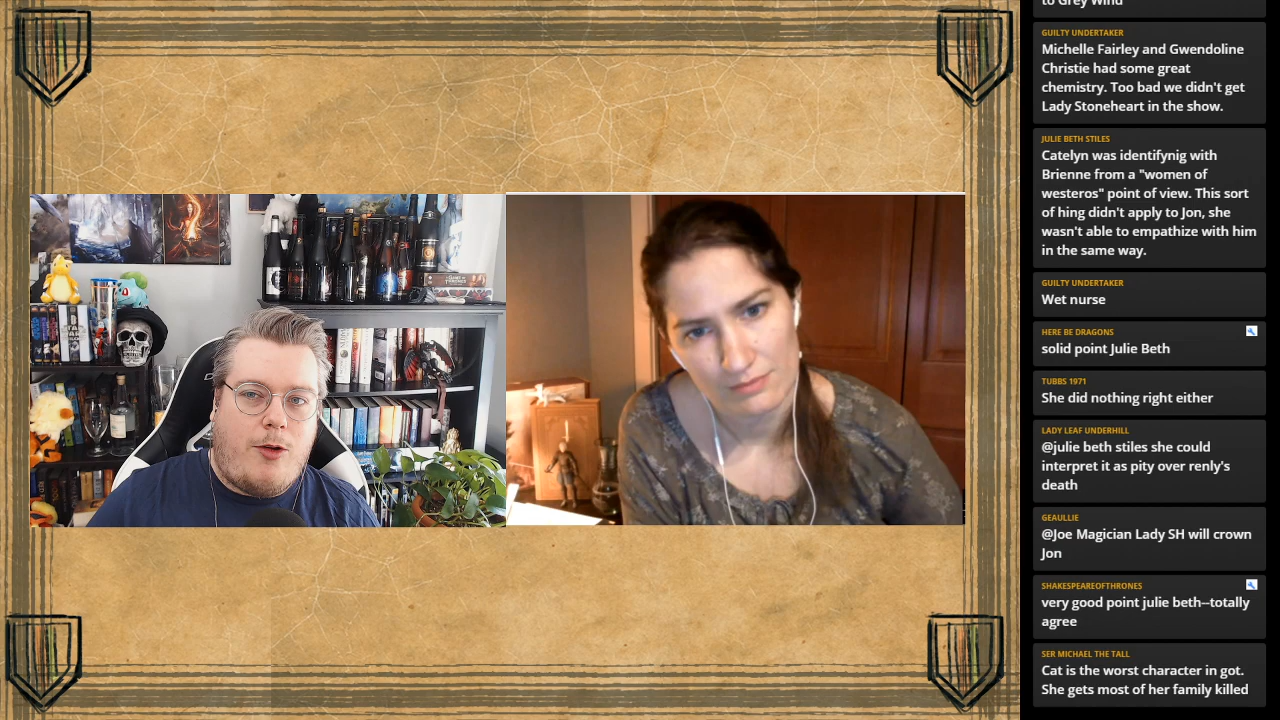 to Grey Wind
GUILTY UNDERTAKER
Michelle Fairley and Gwendoline
Christie had some great
chemistry. Too bad we didn't get
Lady Stoneheart in the show.
JULIE BETH STILES
Catelyn was identifynig with
Brienne from a "women of
westeros" point of view. This sort
of hing didn't apply to Jon, she
wasn't able to empathize with him
in the same way.
GUILTY UNDERTAKER
Wet nurse
HERE BE DRAGONS
solid point Julie Beth
TUBBS 1971
She did nothing right either
LADY LEAF UNDERHILL
@julie beth stiles she could
interpret it as pity over renly's
death
GEAULLIE
@Joe Magician Lady SH will crown
Jon
SHAKESPEAREOFTHRONES
very good point julie beth--totally
agree
SER MICHAEL THE TALL
Cat is the worst character in got.
She gets most of her family killed